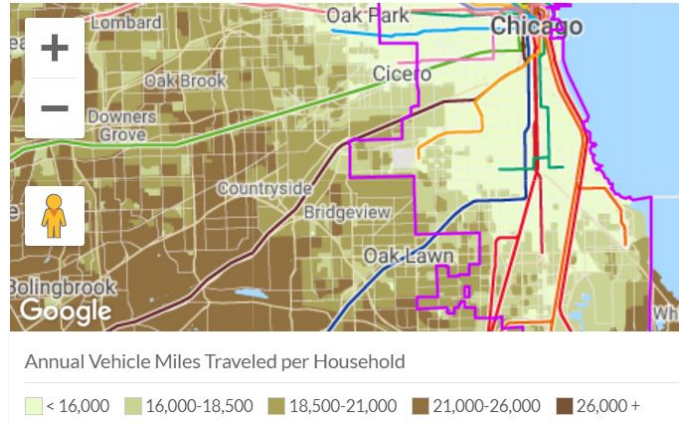 Lombard
Oak Park
Chicago
+
Oak Brook
Cicero
−
Downers
Grove
Countryside
Bridgeview
Oak Lawn
Bolingbrook
Google
Wh
Annual Vehicle Miles Traveled per Household
< 16,000 16,000-18,500 18,500-21,000 21,000-26,000 26,000 +